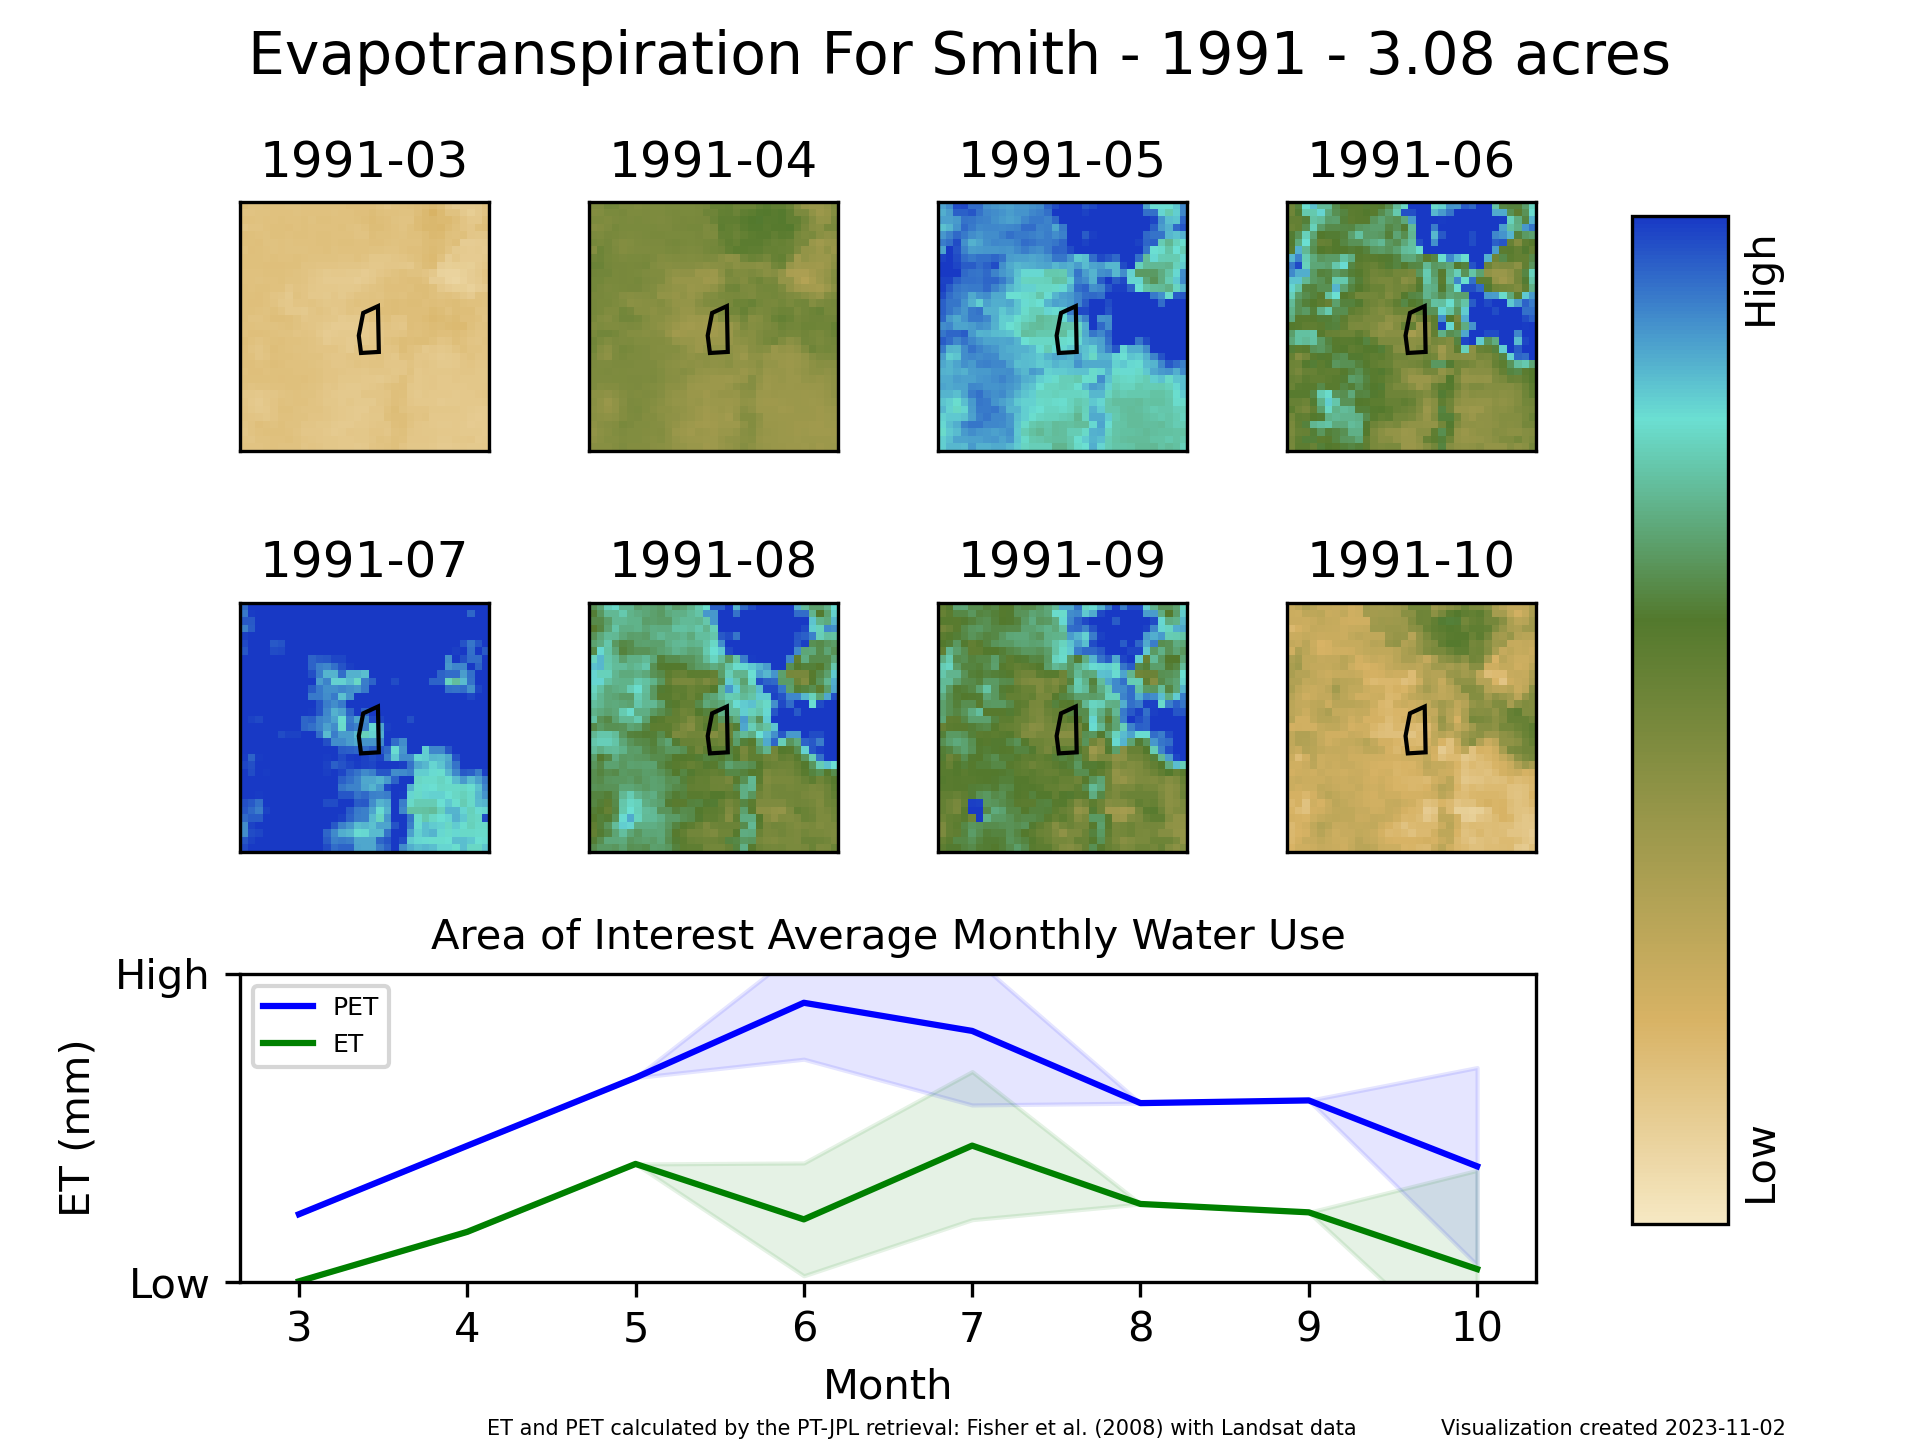 Evapotranspiration For Smith - 1991 - 3.08 acres
1991-03
1991-04
1991-05
1991-06
1991-07
1991-08
1991-09
1991-10
High
Low
Area of Interest Average Monthly Water Use
High
Low
ET (mm)
PET
ET
3 4 5 6 7 8 9 10
Month
ET and PET calculated by the PT-JPL retrieval: Fisher et al. (2008) with Landsat data
Visualization created 2023-11-02